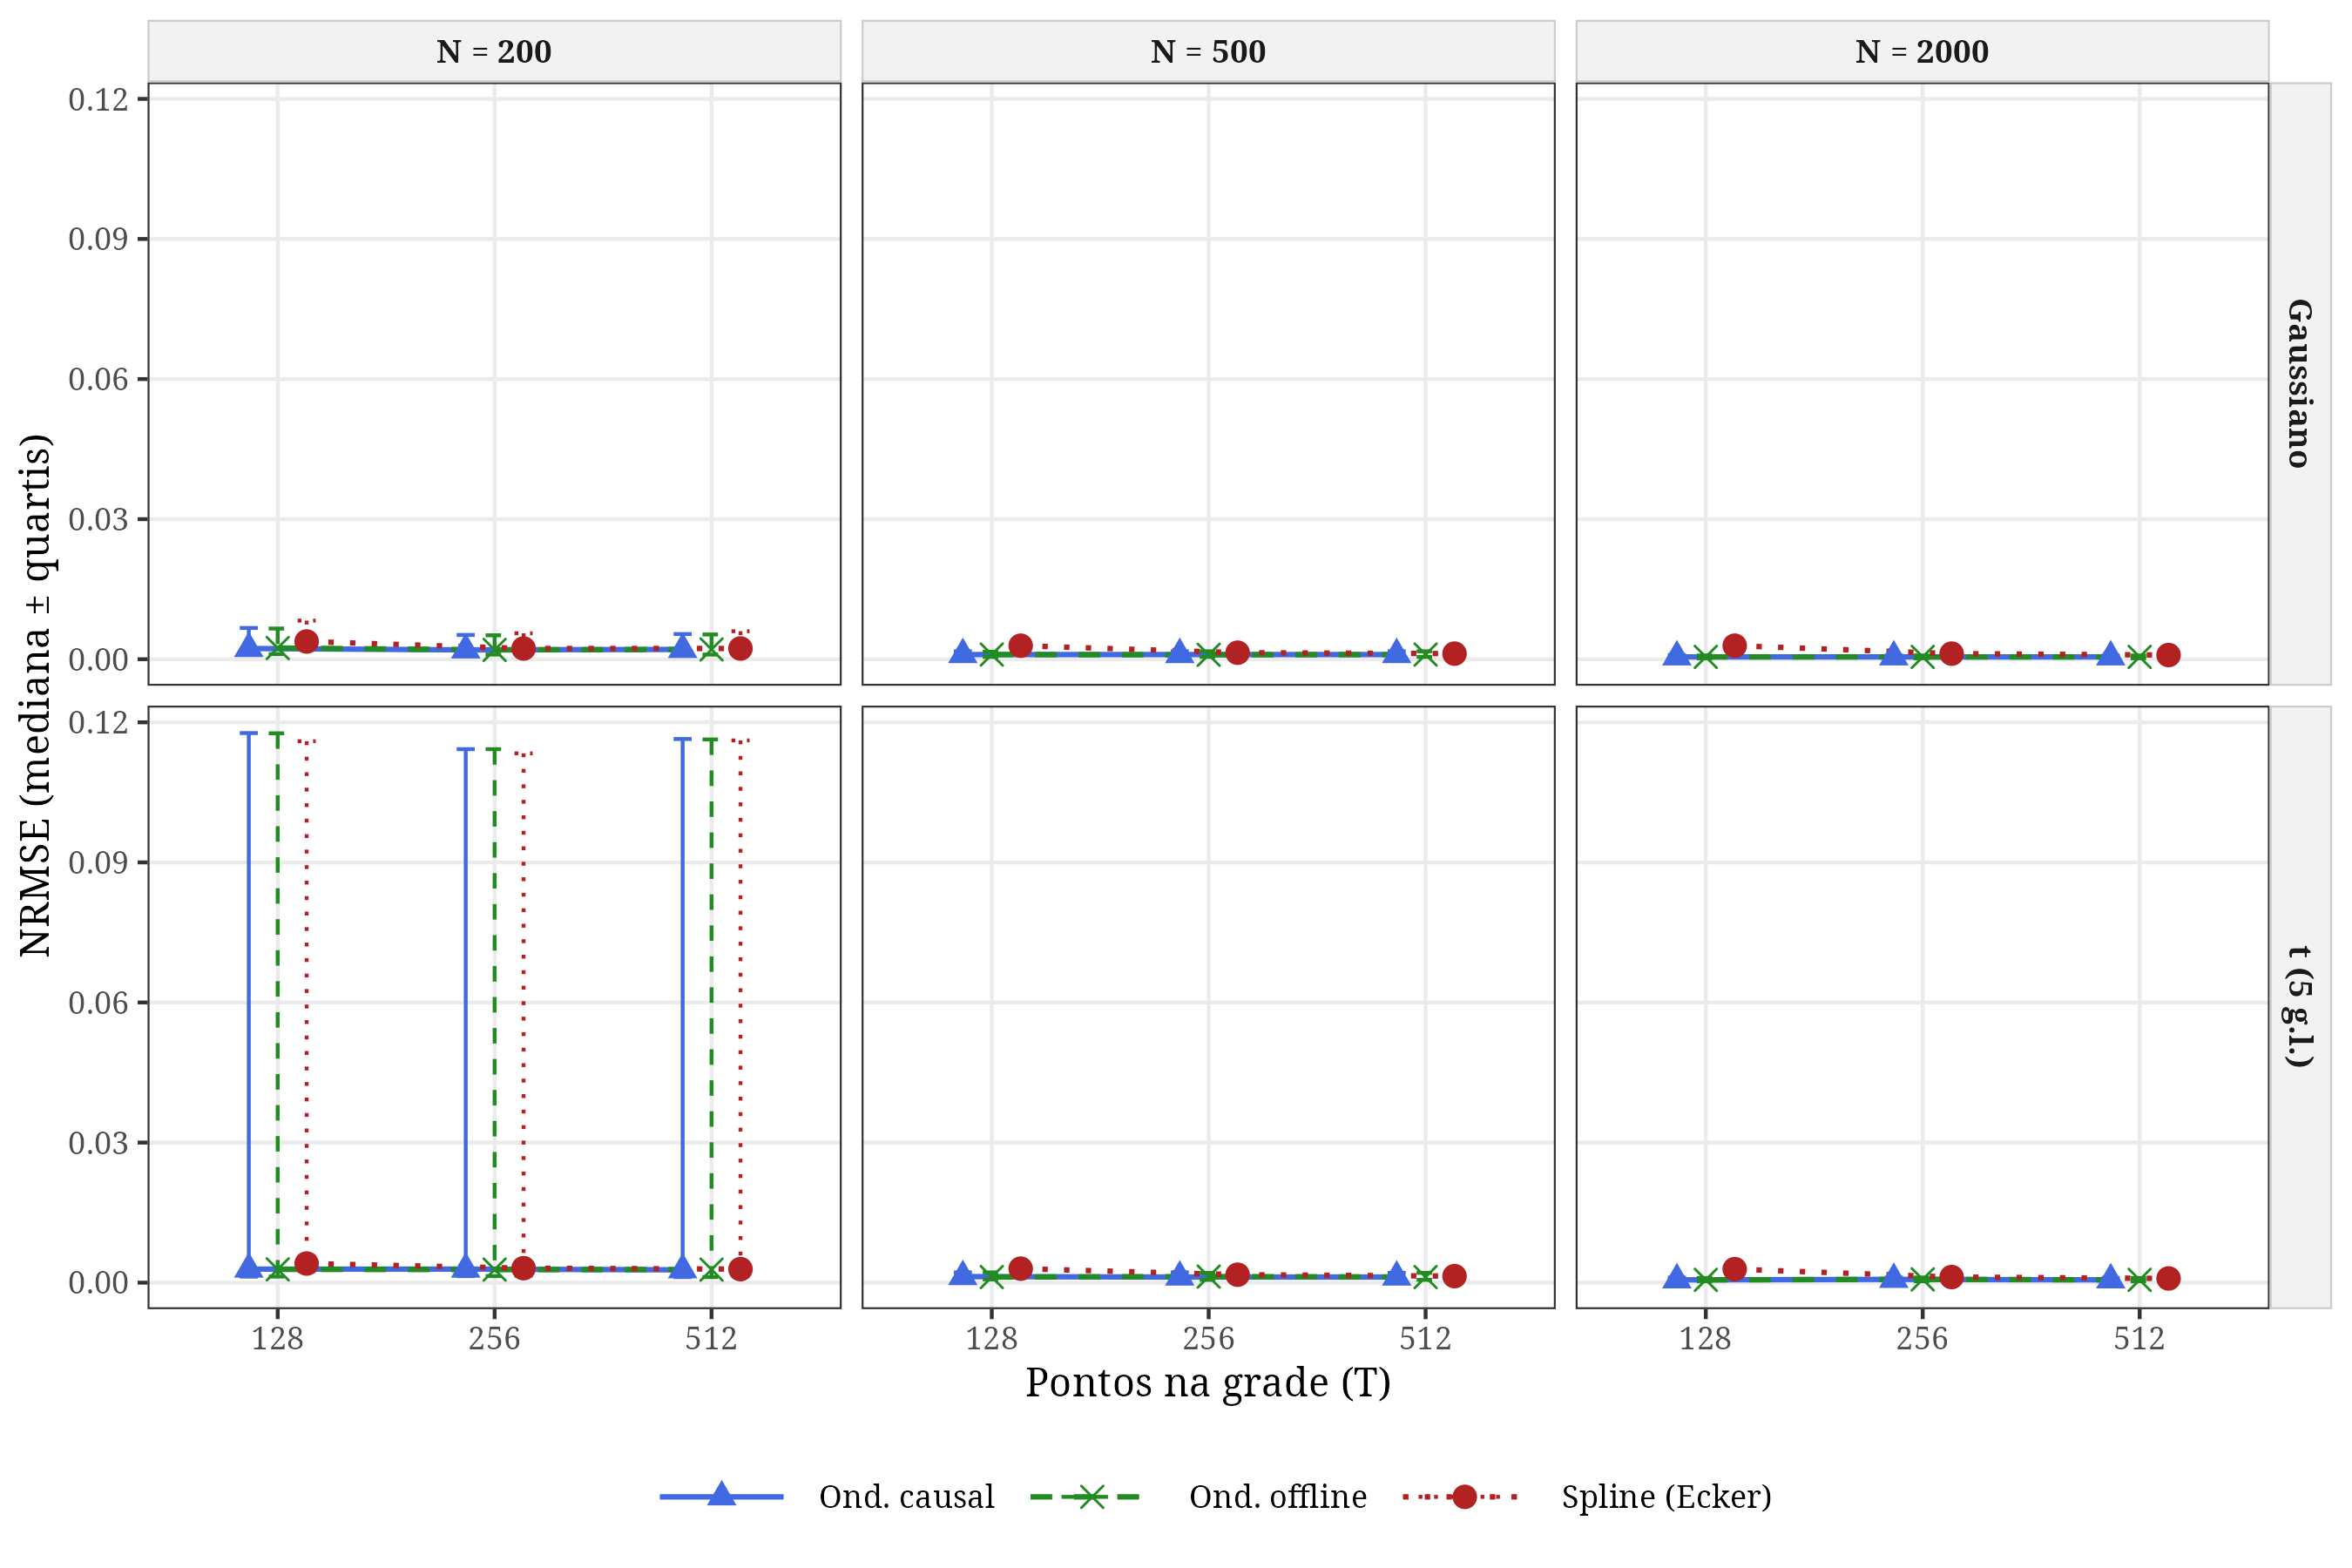 N = 200
N = 500
N = 2000
0.12
0.09
0.06
0.03
0.00
Gaussiano
NRMSE (mediana ± quartis)
0.12
0.09
0.06
0.03
0.00
t (5 g.l.)
128
256
512
128
256
512
128
256
512
Pontos na grade (T)
Ond. causal
Ond. offline
Spline (Ecker)